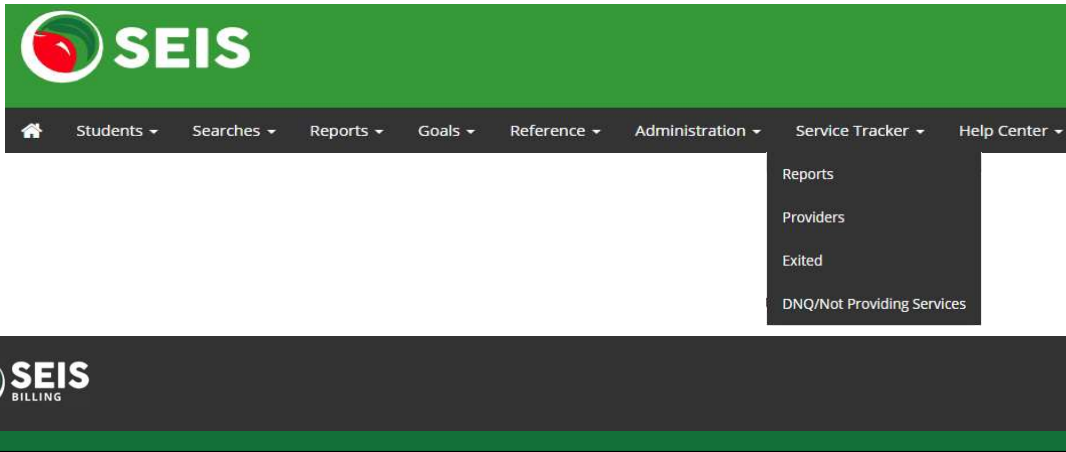 SEIS
Students Searches Reports Goals Reference Administration Service Tracker Help Center
Reports
Providers
Exited
DNQ/Not Providing Services
SEIS
BILLING